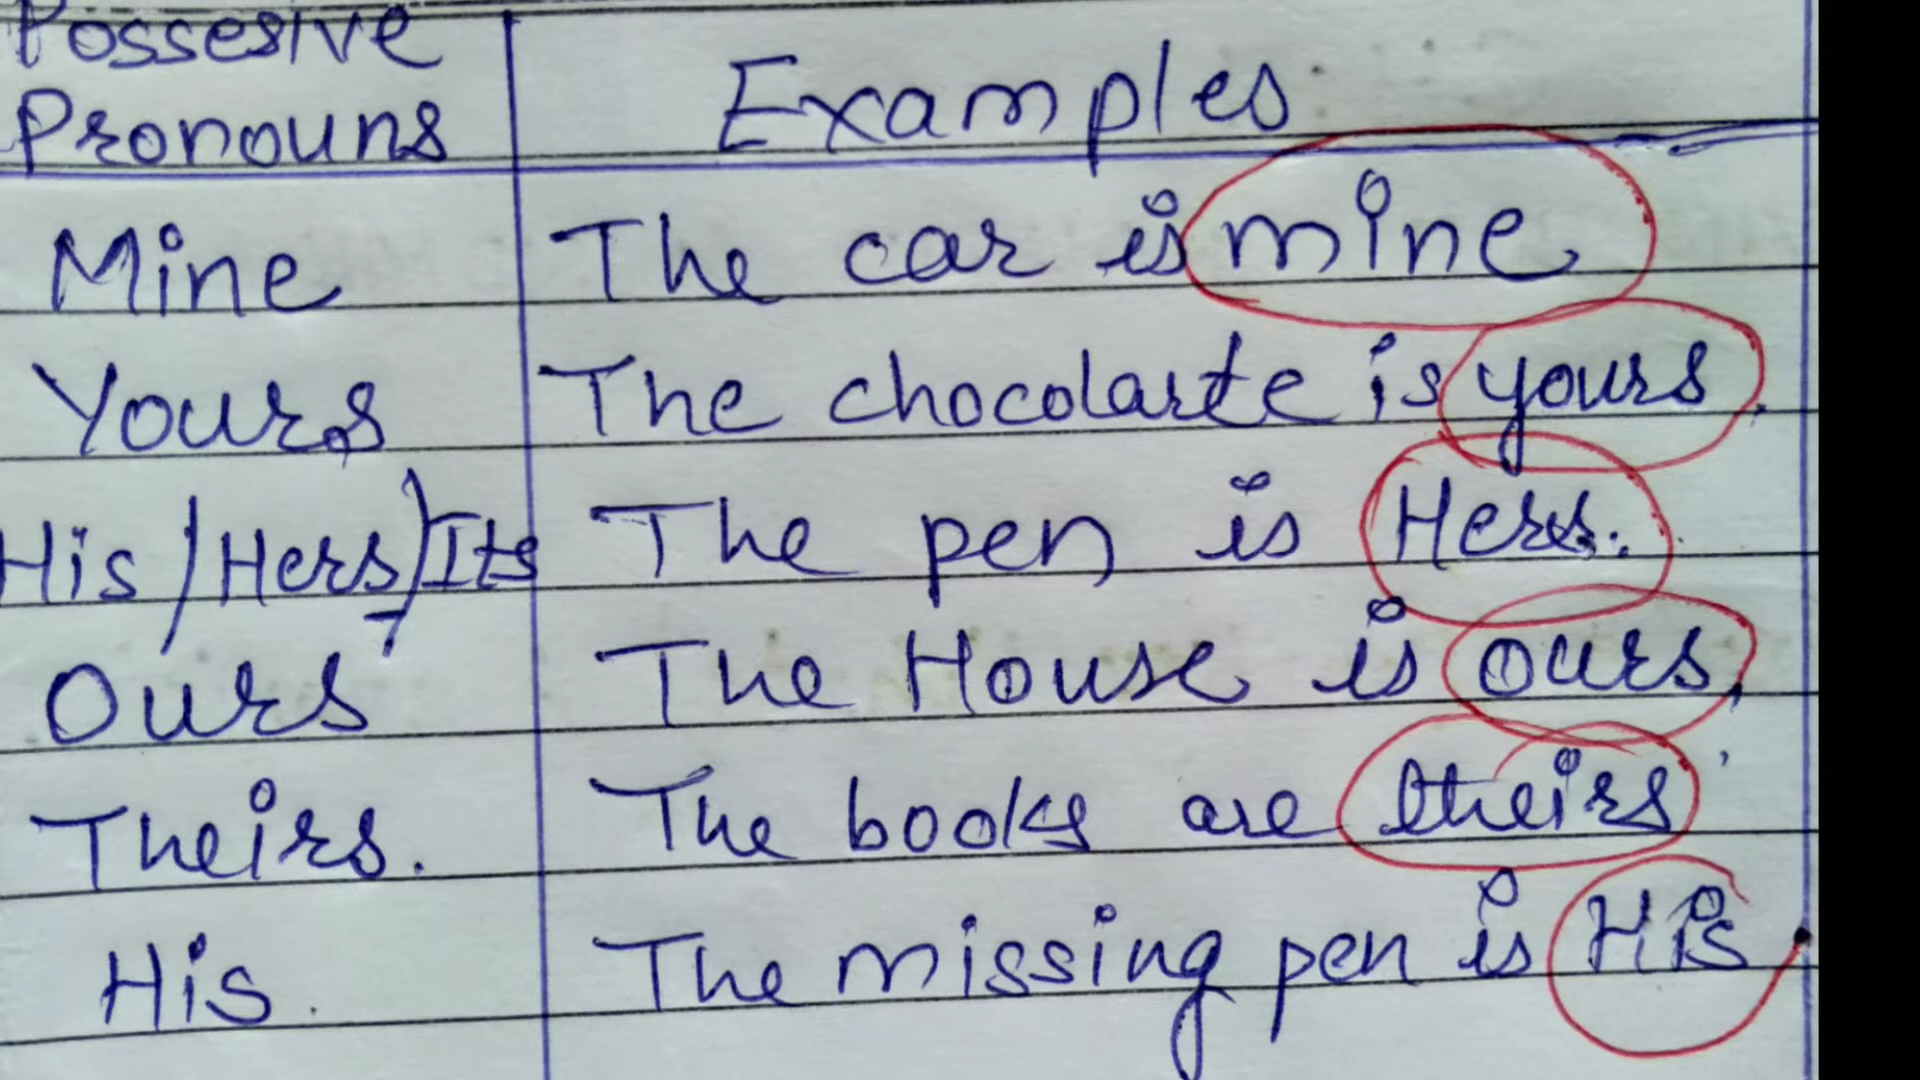 Possesive
Pronouns Examples
Mine The car is mine
Yours The chocolate is yours.
His/Hers/Its The pen is Hers.
Ours The House is ours.
Theirs. The books are theirs
His. The missing pen is His.